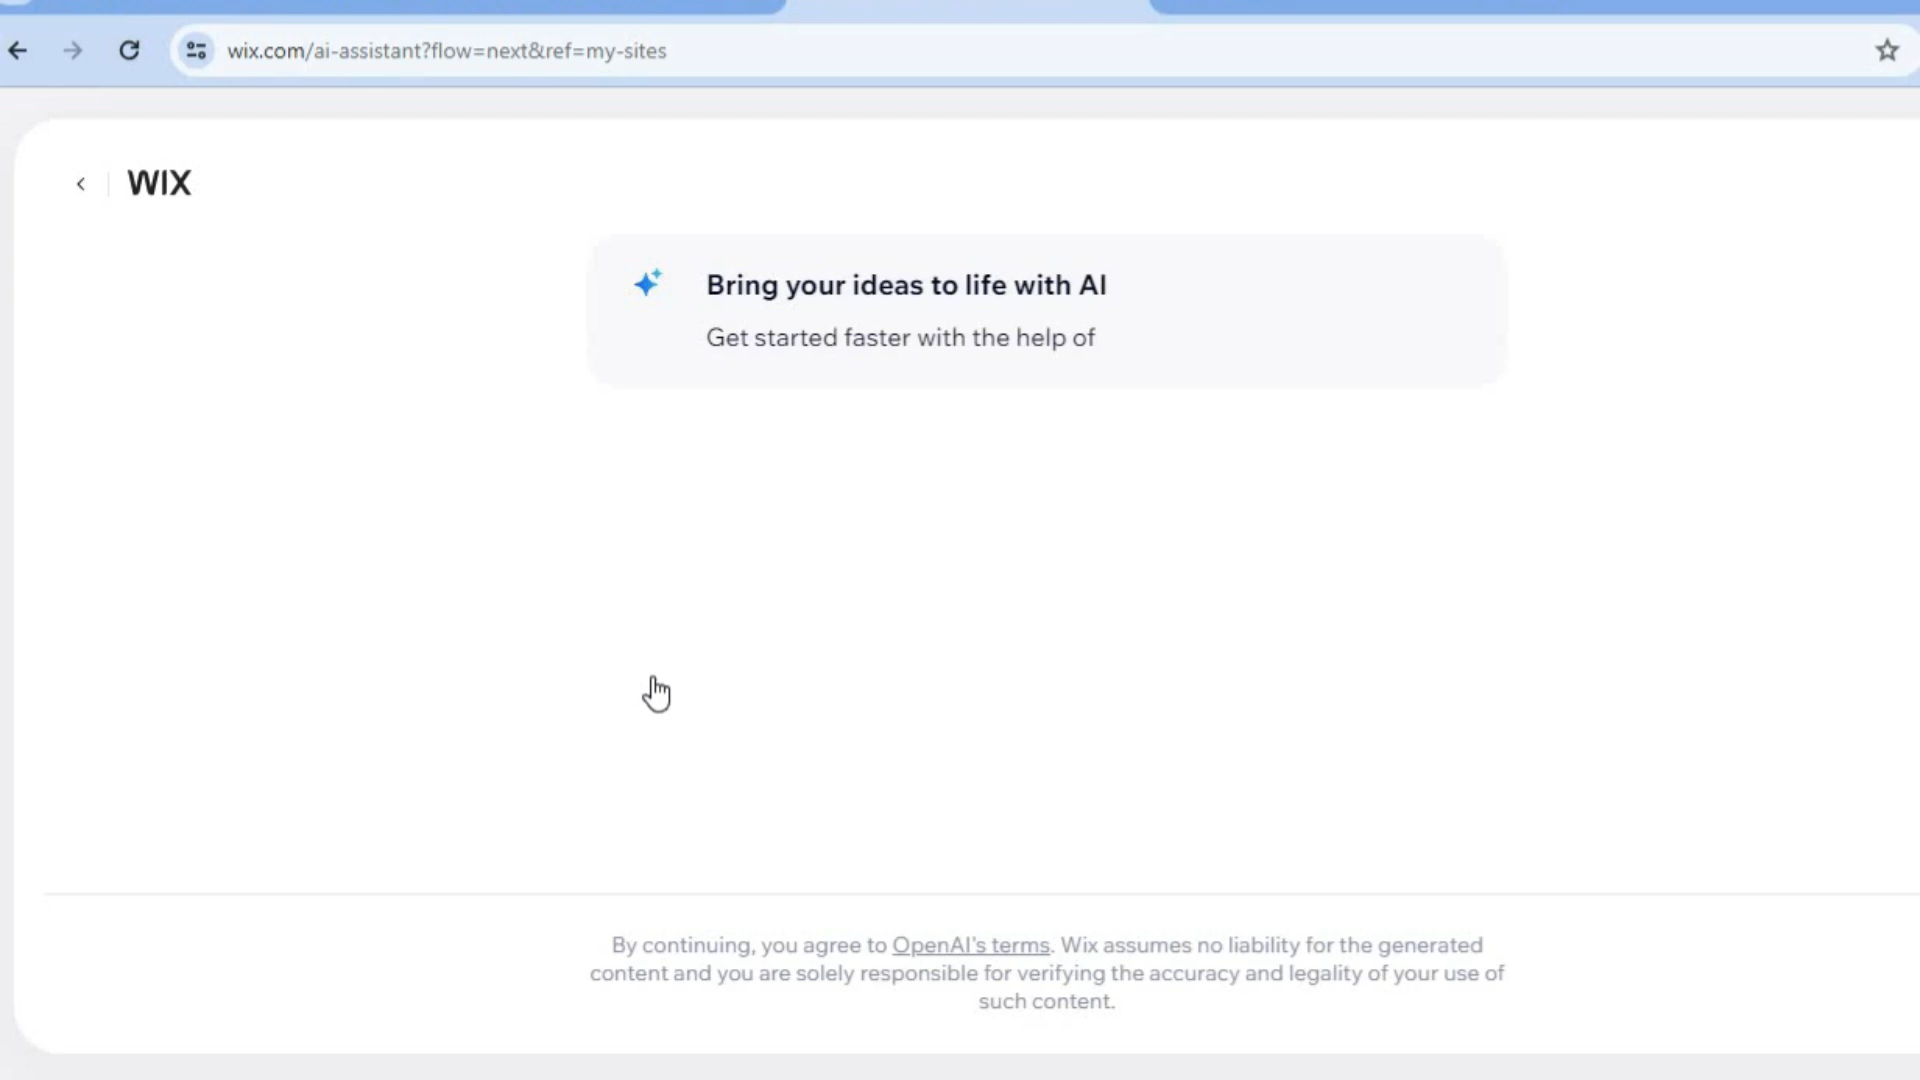 wix.com/ai-assistant?flow=next&ref=my-sites
WIX
Bring your ideas to life with AI
Get started faster with the help of
By continuing, you agree to OpenAI's terms. Wix assumes no liability for the generated
content and you are solely responsible for verifying the accuracy and legality of your use of
such content.